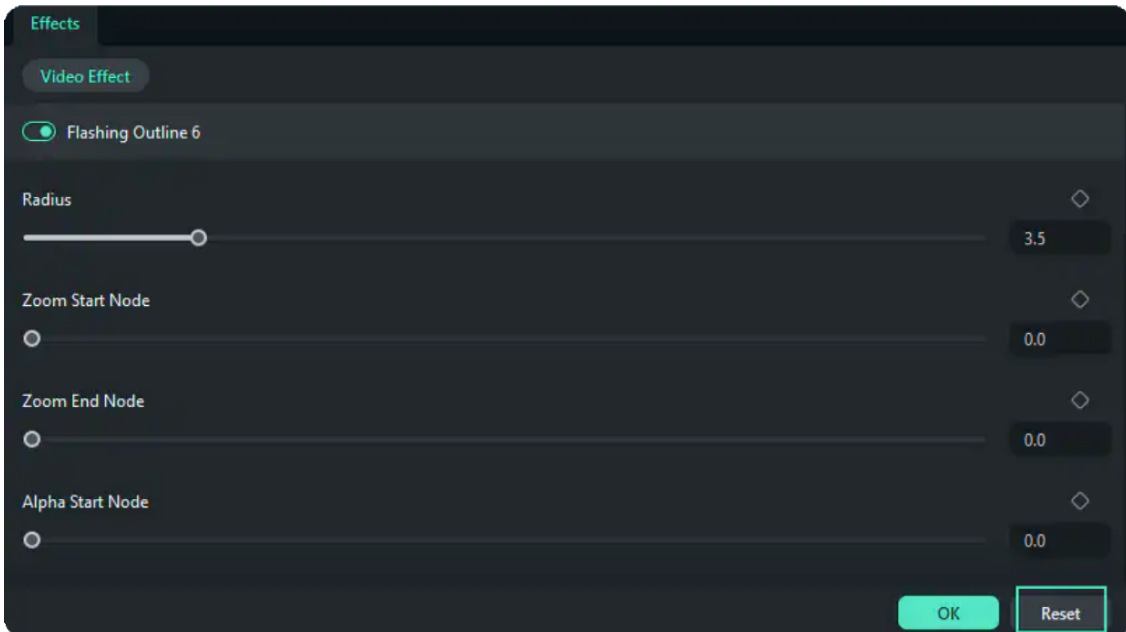 Effects
Video Effect
Flashing Outline 6
Radius
3.5
Zoom Start Node
0.0
Zoom End Node
0.0
Alpha Start Node
0.0
OK Reset